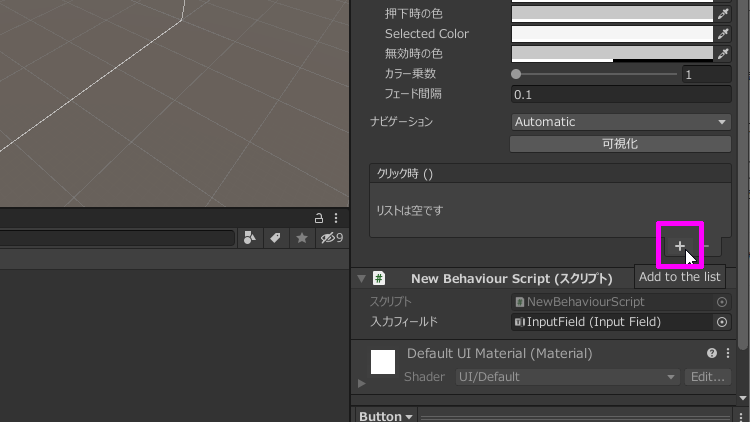 押下時の色
Selected Color
無効時の色
カラー乗数 1
フェード間隔 0.1
ナビゲーション Automatic
可視化
クリック時 ()
リストは空です
9
Add to the list
# New Behaviour Script (スクリプト)
スクリプト # NewBehaviourScript
入力フィールド InputField (Input Field)
Default UI Material (Material)
Shader UI/Default Edit...
Button